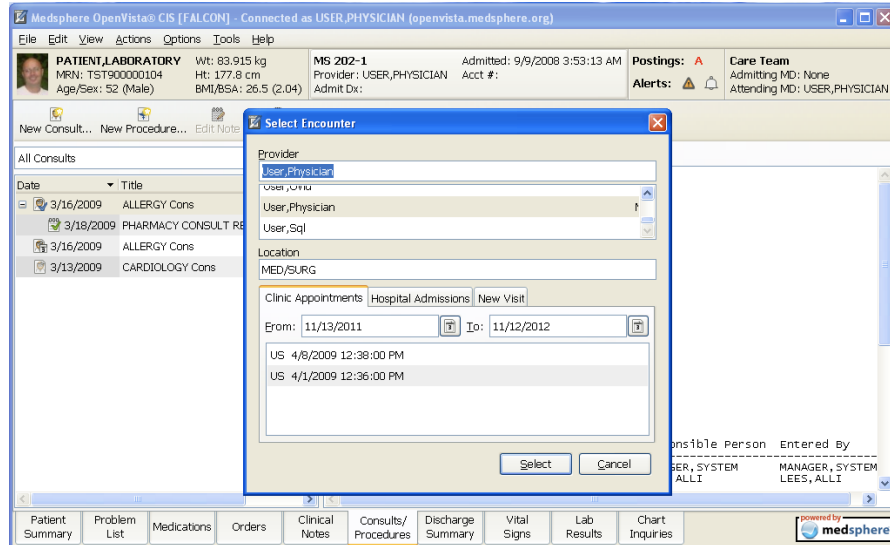 Medsphere OpenVista® CIS [FALCON] - Connected as USER,PHYSICIAN (openvista.medsphere.org)
File Edit View Actions Options Tools Help
PATIENT,LABORATORY Wt: 83.915 kg MS 202-1 Admitted: 9/9/2008 3:53:13 AM Postings: A Care Team
MRN: TST900000104 Ht: 177.8 cm Provider: USER,PHYSICIAN Acct #: Admitting MD: None
Age/Sex: 52 (Male) BMI/BSA: 26.5 (2.04) Admit Dx: Alerts: Attending MD: USER,PHYSICIAN
New Consult... New Procedure... Edit Note
All Consults
Date Title
3/16/2009 ALLERGY Cons
3/18/2009 PHARMACY CONSULT RE
3/16/2009 ALLERGY Cons
3/13/2009 CARDIOLOGY Cons
Select Encounter
Provider
User,Physician
User,Ovid
User,Physician
User,Sql
Location
MED/SURG
Clinic Appointments Hospital Admissions New Visit
From: 11/13/2011 To: 11/12/2012
US 4/8/2009 12:38:00 PM
US 4/1/2009 12:36:00 PM
Select Cancel
onsible Person Entered By
GER,SYSTEM MANAGER,SYSTEM
ALLI LEES,ALLI
Patient Summary
Problem List
Medications
Orders
Clinical Notes
Consults/ Procedures
Discharge Summary
Vital Signs
Lab Results
Chart Inquiries
powered by
medsphere